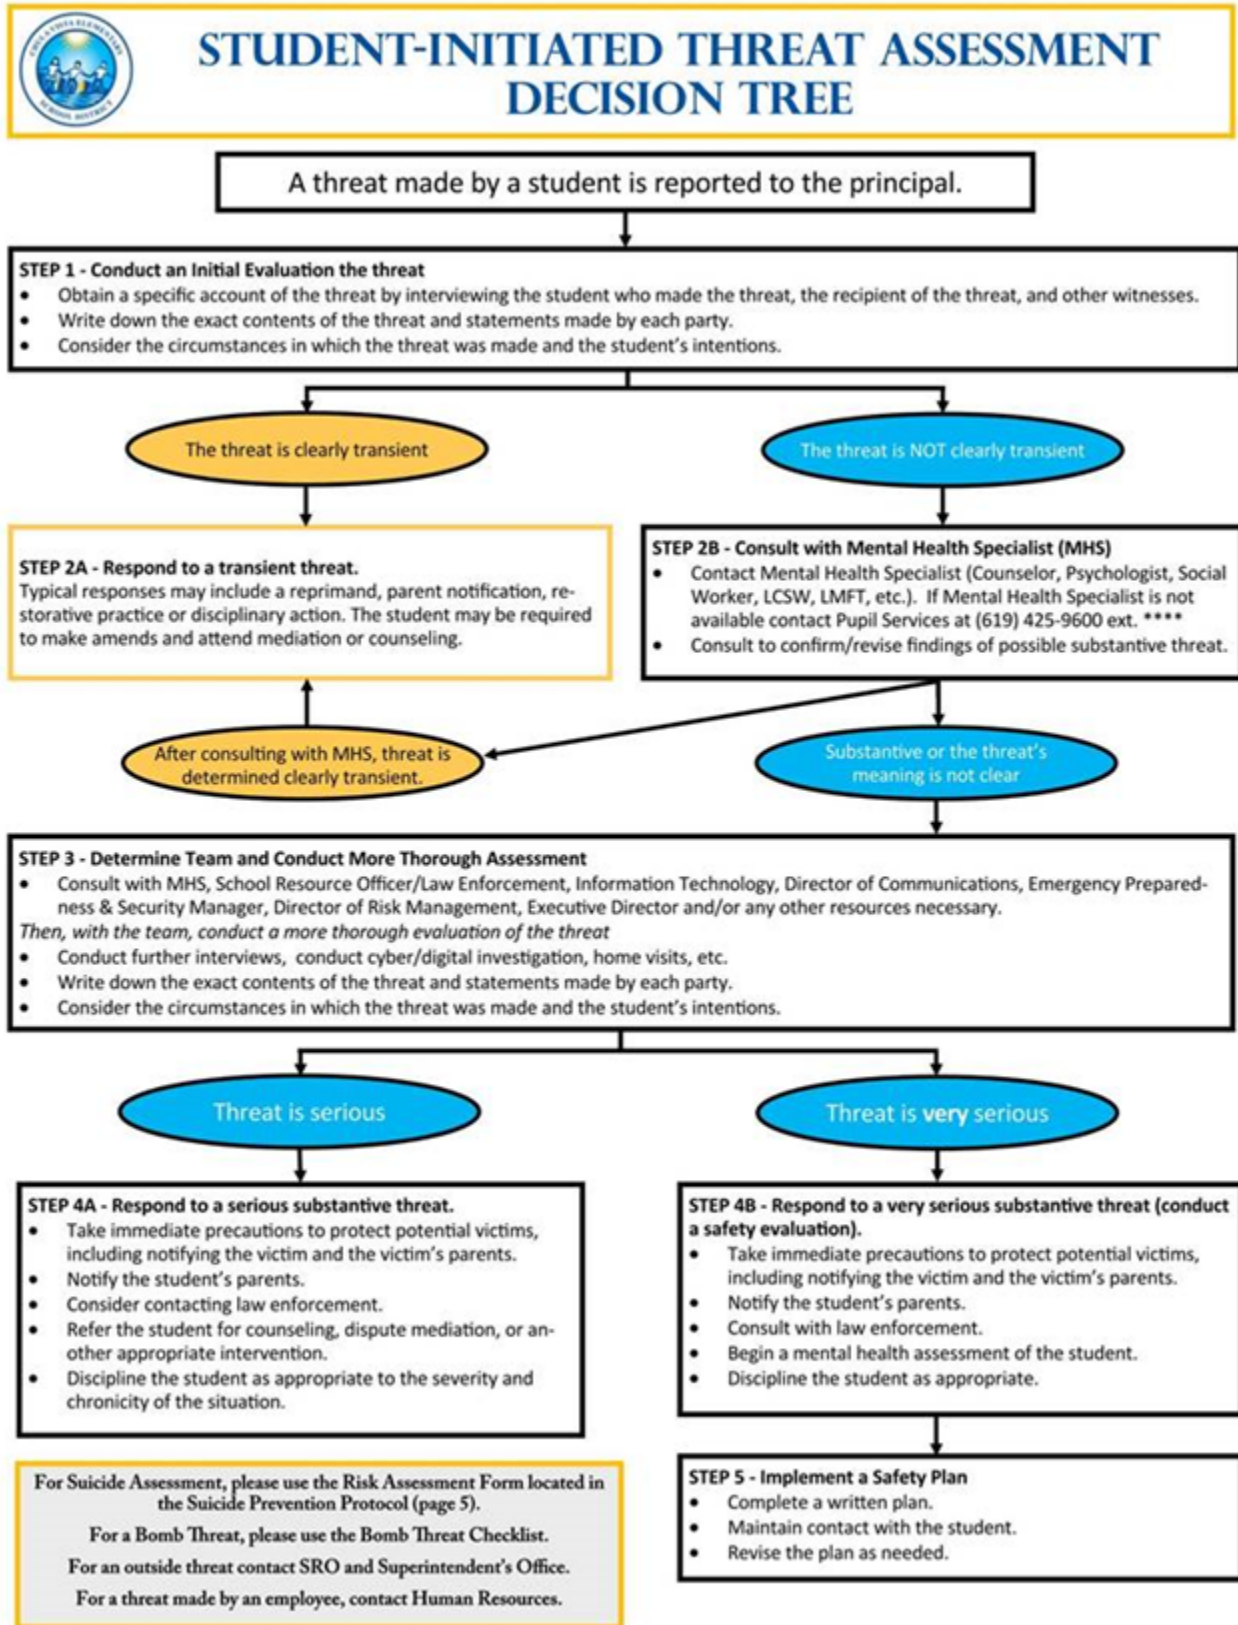 CHULA VISTA ELEMENTARY
SCHOOL DISTRICT
STUDENT-INITIATED THREAT ASSESSMENT
DECISION TREE
A threat made by a student is reported to the principal.
STEP 1 - Conduct an Initial Evaluation the threat
• Obtain a specific account of the threat by interviewing the student who made the threat, the recipient of the threat, and other witnesses.
• Write down the exact contents of the threat and statements made by each party.
• Consider the circumstances in which the threat was made and the student's intentions.
The threat is clearly transient
The threat is NOT clearly transient
STEP 2A - Respond to a transient threat.
Typical responses may include a reprimand, parent notification, re-
storative practice or disciplinary action. The student may be required
to make amends and attend mediation or counseling.
STEP 2B - Consult with Mental Health Specialist (MHS)
• Contact Mental Health Specialist (Counselor, Psychologist, Social
Worker, LCSW, LMFT, etc.). If Mental Health Specialist is not
available contact Pupil Services at (619) 425-9600 ext. ****
• Consult to confirm/revise findings of possible substantive threat.
After consulting with MHS, threat is
determined clearly transient.
Substantive or the threat's
meaning is not clear
STEP 3 - Determine Team and Conduct More Thorough Assessment
• Consult with MHS, School Resource Officer/Law Enforcement, Information Technology, Director of Communications, Emergency Prepared-
ness & Security Manager, Director of Risk Management, Executive Director and/or any other resources necessary.
Then, with the team, conduct a more thorough evaluation of the threat
• Conduct further interviews, conduct cyber/digital investigation, home visits, etc.
• Write down the exact contents of the threat and statements made by each party.
• Consider the circumstances in which the threat was made and the student's intentions.
Threat is serious
Threat is very serious
STEP 4A - Respond to a serious substantive threat.
• Take immediate precautions to protect potential victims,
including notifying the victim and the victim's parents.
• Notify the student's parents.
• Consider contacting law enforcement.
• Refer the student for counseling, dispute mediation, or an-
other appropriate intervention.
• Discipline the student as appropriate to the severity and
chronicity of the situation.
STEP 4B - Respond to a very serious substantive threat (conduct
a safety evaluation).
• Take immediate precautions to protect potential victims,
including notifying the victim and the victim's parents.
• Notify the student's parents.
• Consult with law enforcement.
• Begin a mental health assessment of the student.
• Discipline the student as appropriate.
For Suicide Assessment, please use the Risk Assessment Form located in
the Suicide Prevention Protocol (page 5).
For a Bomb Threat, please use the Bomb Threat Checklist.
For an outside threat contact SRO and Superintendent's Office.
For a threat made by an employee, contact Human Resources.
STEP 5 - Implement a Safety Plan
• Complete a written plan.
• Maintain contact with the student.
• Revise the plan as needed.